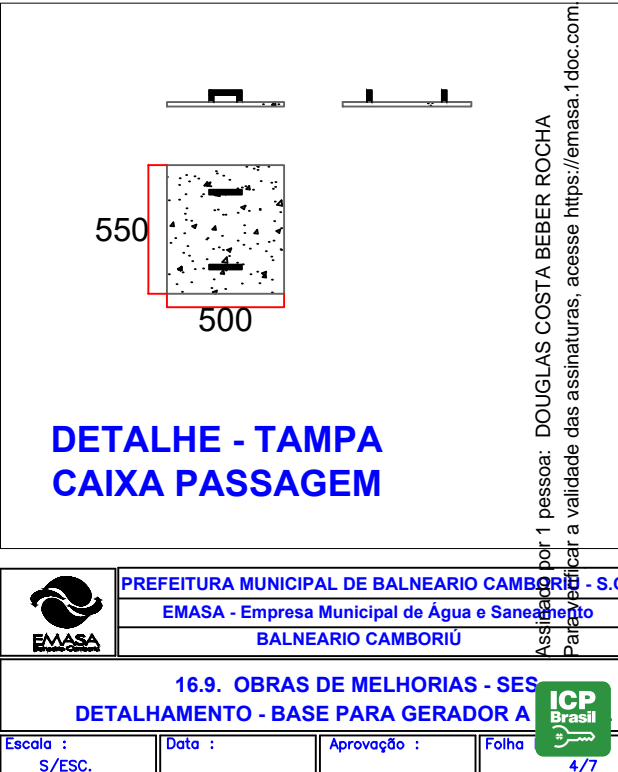 550
500
DETALHE - TAMPA
CAIXA PASSAGEM
Assinado por 1 pessoa: DOUGLAS COSTA BEBER ROCHA
Para verificar a validade das assinaturas, acesse https://emasa.1doc.com.
EMASA
Balneário Camboriú
PREFEITURA MUNICIPAL DE BALNEARIO CAMBORIÚ - S.C
EMASA - Empresa Municipal de Água e Saneamento
BALNEARIO CAMBORIÚ
16.9. OBRAS DE MELHORIAS - SES
DETALHAMENTO - BASE PARA GERADOR A
ICP
Brasil
Escala :
S/ESC.
Data :
Aprovação :
Folha
4/7